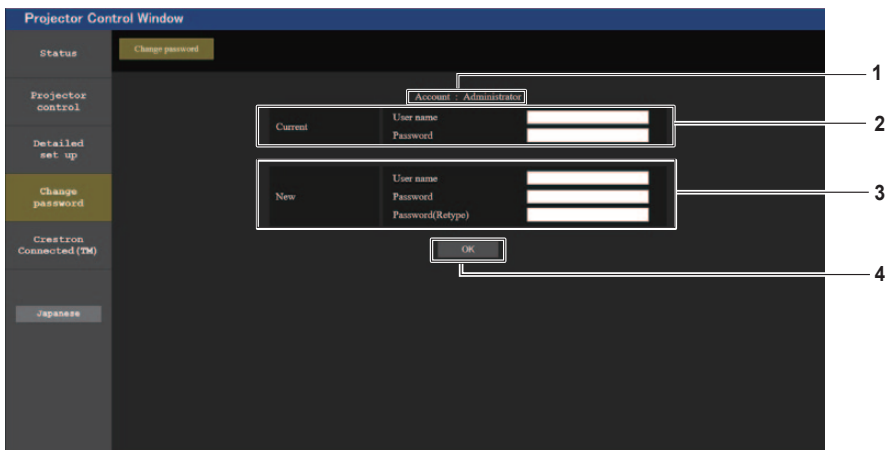 Projector Control Window
Status
Change password
1
Account : Administrator
Projector
control
Current
User name
Password
2
Detailed
set up
Change
password
New
User name
Password
Password(Retype)
3
Crestron
Connected(TM)
OK
4
Japanese